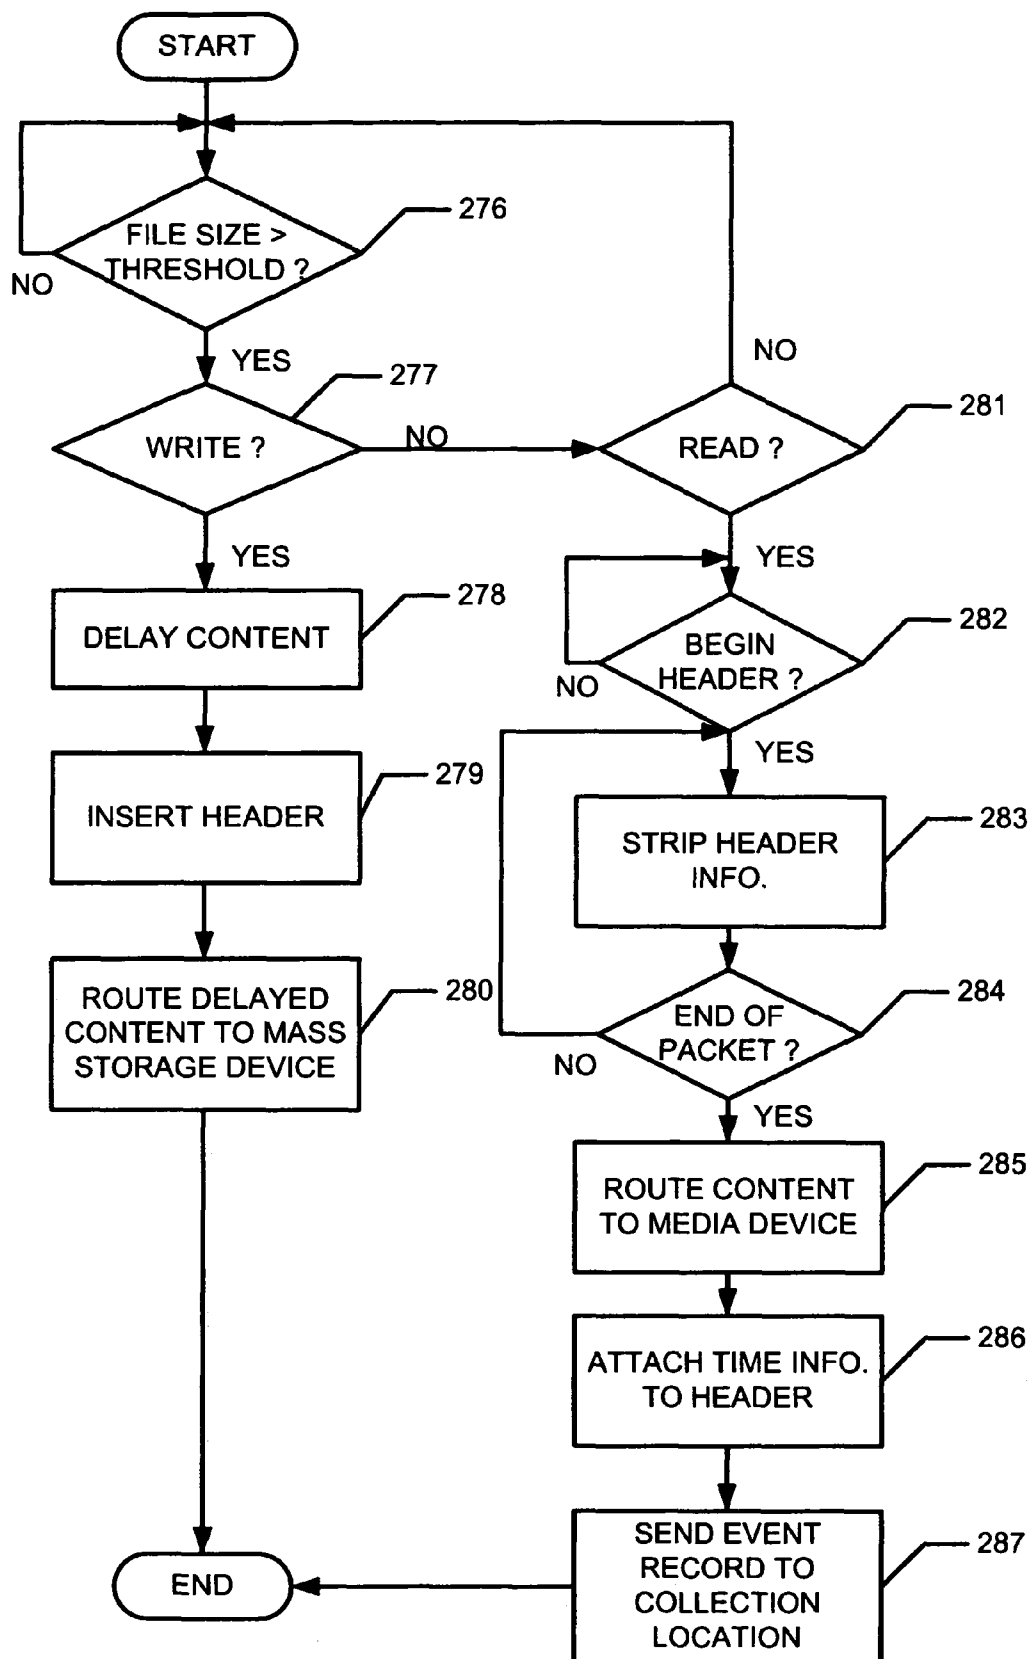 START
FILE SIZE >
THRESHOLD ?
276
NO
YES
277
WRITE ?
NO
READ ?
281
NO
YES
YES
278
DELAY CONTENT
BEGIN
HEADER ?
282
NO
YES
279
INSERT HEADER
STRIP HEADER
INFO.
283
ROUTE DELAYED
CONTENT TO MASS
STORAGE DEVICE
280
END OF
PACKET ?
284
NO
YES
ROUTE CONTENT
TO MEDIA DEVICE
285
ATTACH TIME INFO.
TO HEADER
286
SEND EVENT
RECORD TO
COLLECTION
LOCATION
287
END